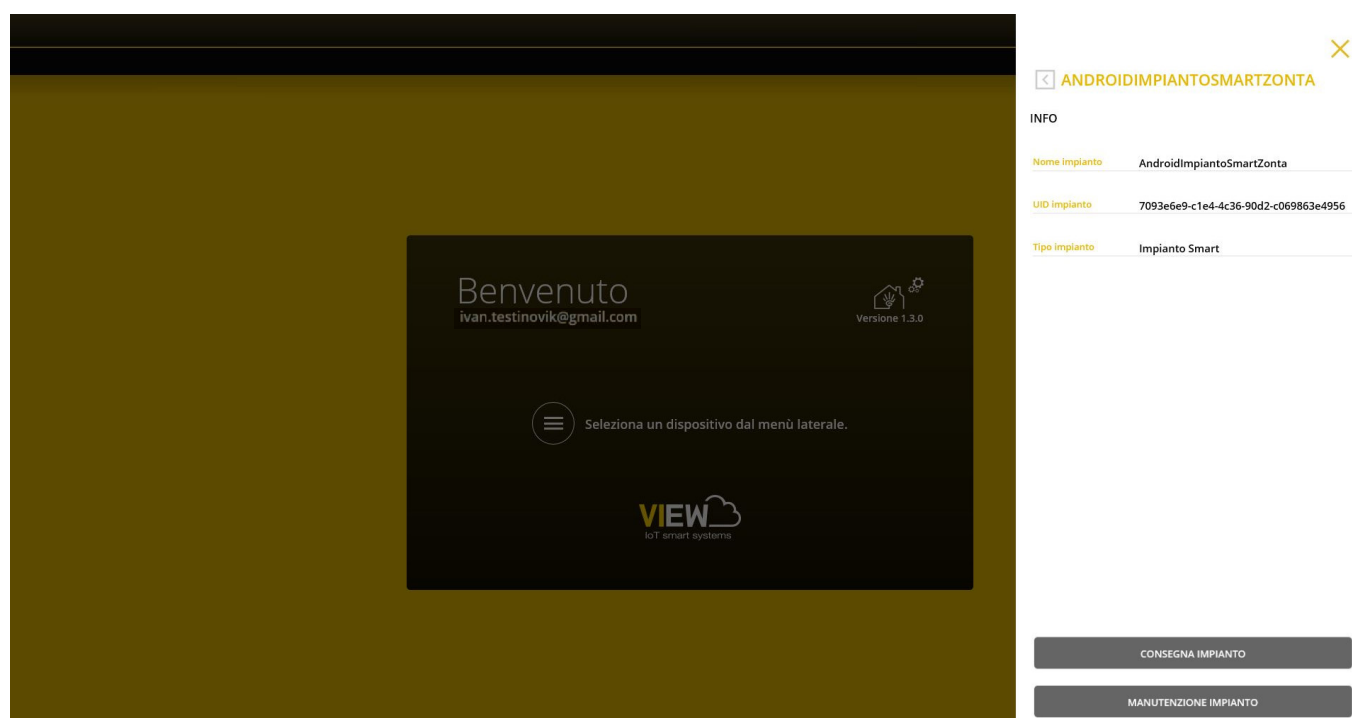 Benvenuto
ivan.testinovik@gmail.com
Versione 1.3.0
Seleziona un dispositivo dal menù laterale.
VIEW
IoT smart systems
ANDROIDIMPIANTOSMARTZONTA
INFO
Nome impianto AndroidImpiantoSmartZonta
UID impianto 7093e6e9-c1e4-4c36-90d2-c069863e4956
Tipo impianto Impianto Smart
CONSEGNA IMPIANTO
MANUTENZIONE IMPIANTO